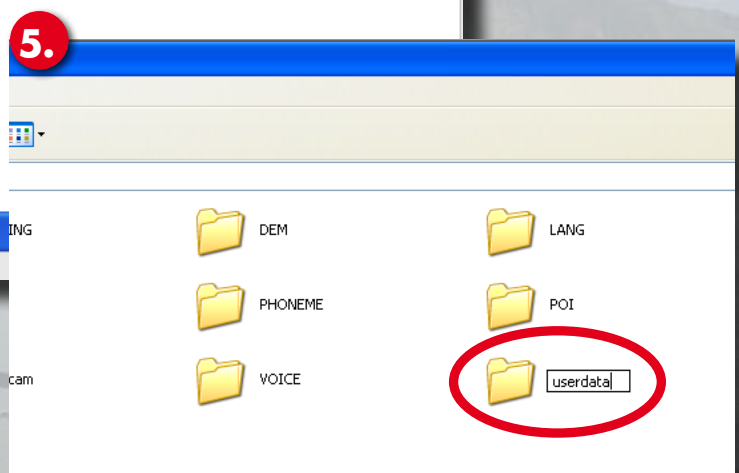 5.
ING DEM LANG
PHONEME POI
cam VOICE userdata